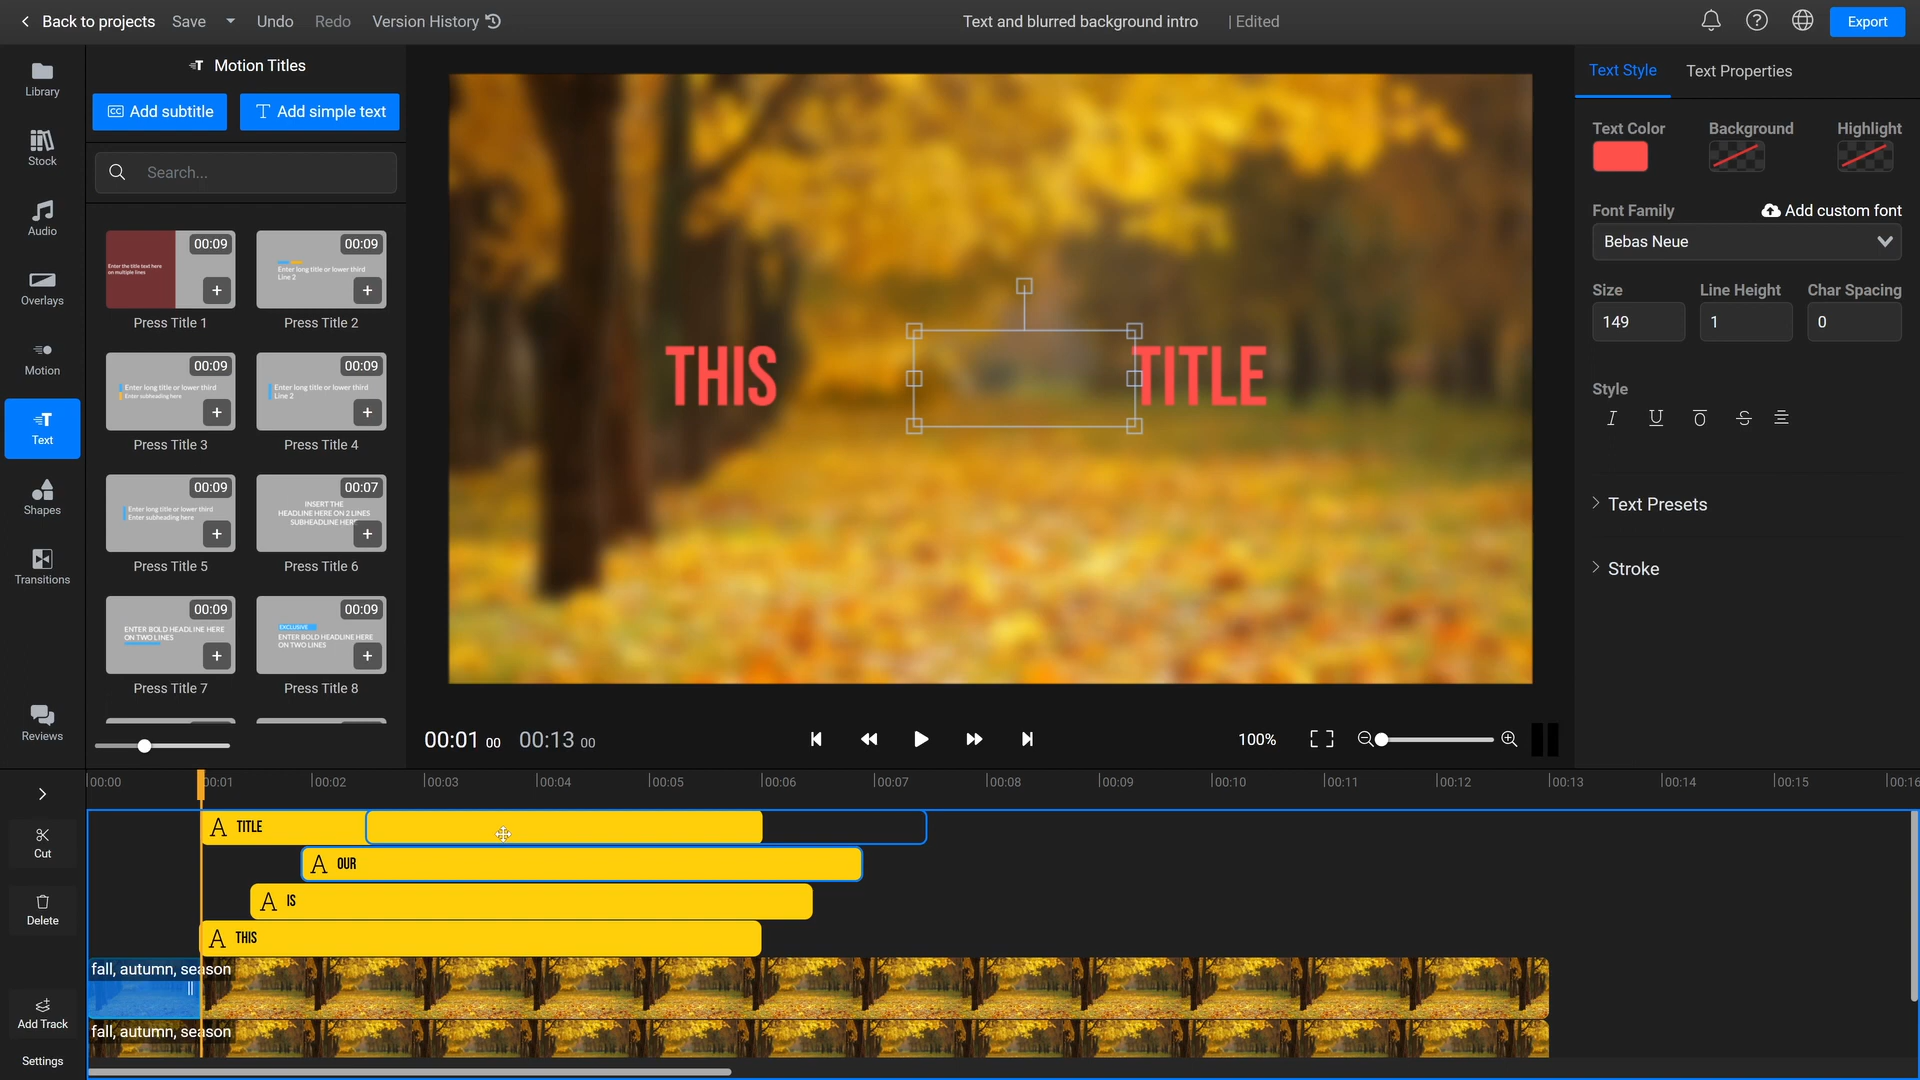 Back to projects
Save
Undo
Redo
Version History
Text and blurred background intro
| Edited
Export
Library
Stock
Audio
Overlays
Motion
Text
Shapes
Transitions
Reviews
Motion Titles
Add subtitle
Add simple text
Search...
00:09
Enter the title text here
on multiple lines
Press Title 1
00:09
Enter long title or lower third
Line 2
Press Title 2
00:09
Enter long title or lower third
Enter subheading here
Press Title 3
00:09
Enter long title or lower third
Line 2
Press Title 4
00:09
Enter long title or lower third
Enter subheading here
Press Title 5
00:07
INSERT THE
HEADLINE HERE ON 2 LINES
SUBHEADLINE HERE
Press Title 6
00:09
ENTER BOLD HEADLINE HERE
ON TWO LINES
Press Title 7
00:09
EXCLUSIVE
ENTER BOLD HEADLINE HERE
ON TWO LINES
Press Title 8
THIS
TITLE
Text Style
Text Properties
Text Color
Background
Highlight
Font Family
Add custom font
Bebas Neue
Size
Line Height
Char Spacing
149
1
0
Style
Text Presets
Stroke
00:01 00
00:13 00
100%
00:00
00:01
00:02
00:03
00:04
00:05
00:06
00:07
00:08
00:09
00:10
00:11
00:12
00:13
00:14
00:15
00:16
Cut
Delete
Add Track
Settings
A TITLE
A OUR
A IS
A THIS
fall, autumn, season
fall, autumn, season